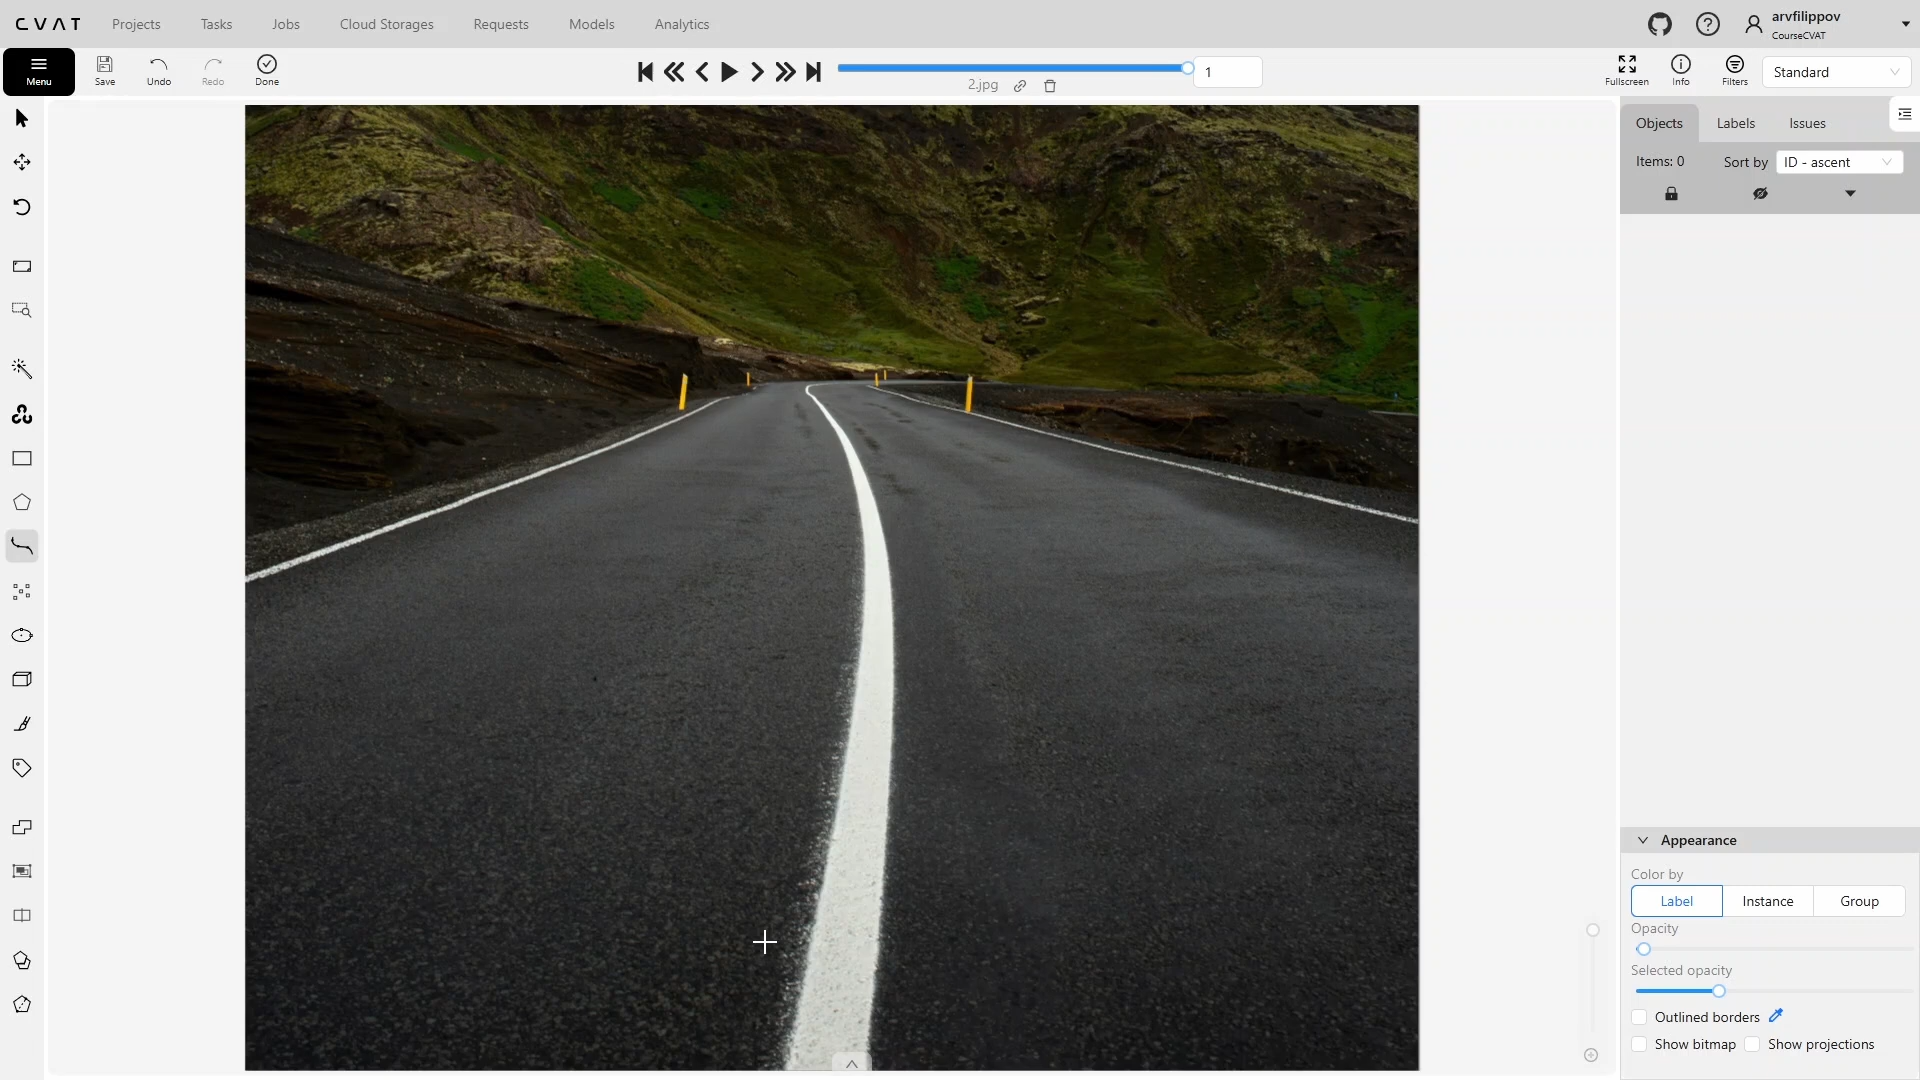 CVAT Projects Tasks Jobs Cloud Storages Requests Models Analytics arvfilippov
CourseCVAT
Menu Save Undo Redo Done 2.jpg 1 Fullscreen Info Filters Standard
Objects Labels Issues
Items: 0 Sort by ID - ascent
Appearance
Color by
Label Instance Group
Opacity
Selected opacity
Outlined borders
Show bitmap Show projections